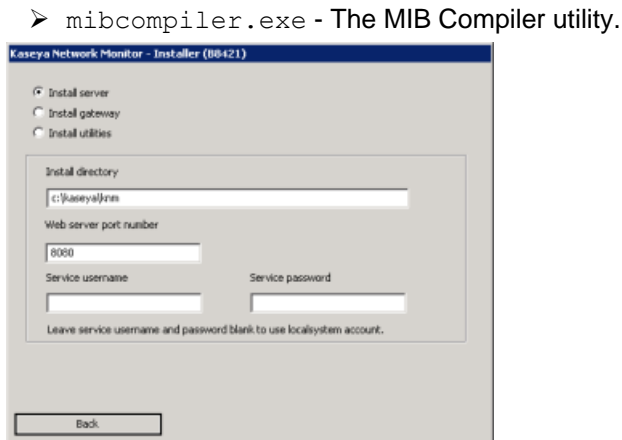 ➢ mibcompiler.exe - The MIB Compiler utility.
Kaseya Network Monitor - Installer (B8421)
Install server
Install gateway
Install utilities
Install directory
c:\kaseya\knm
Web server port number
8080
Service username Service password
Leave service username and password blank to use localsystem account.
Back